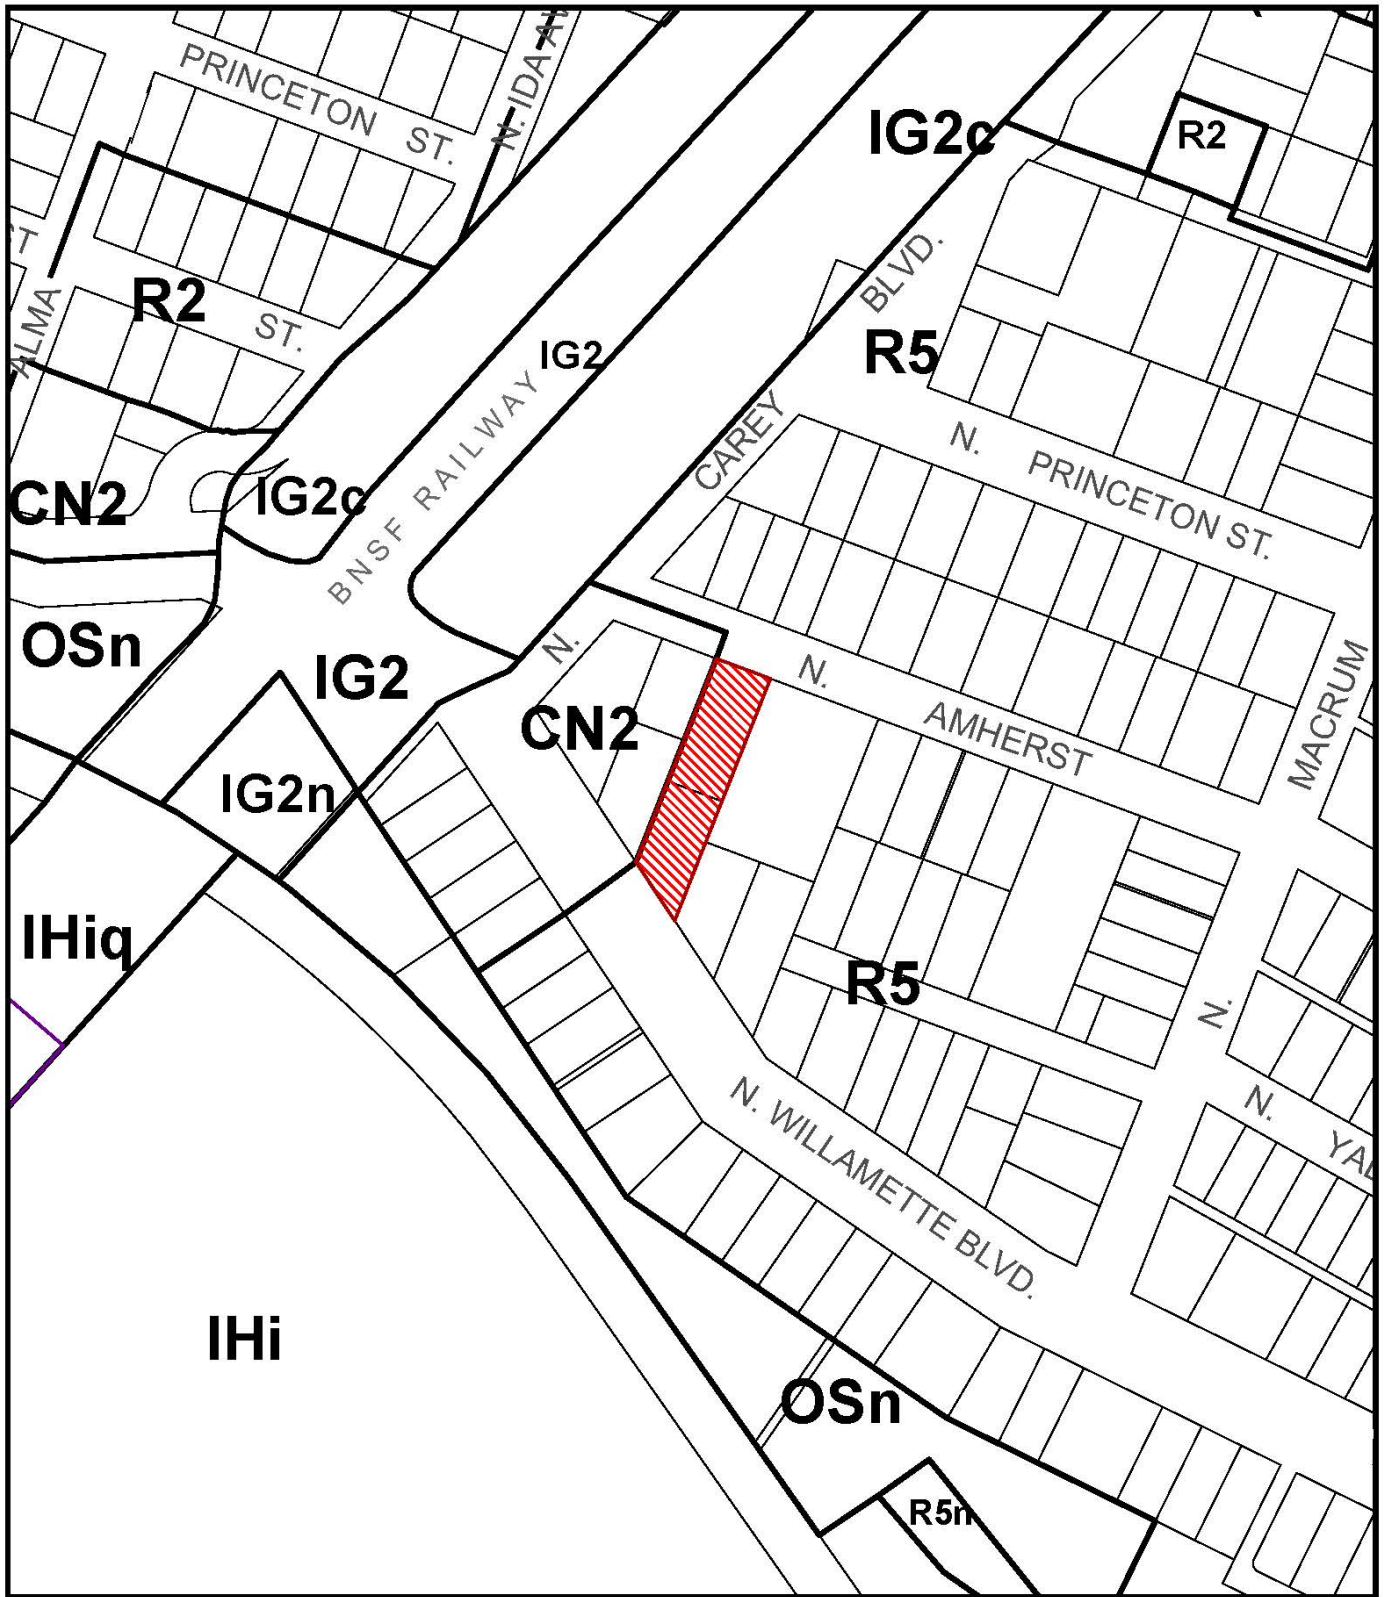 PRINCETON ST.
N. IDA AV
IG2c
R2
ALMA
R2
ST.
IG2
BLVD.
R5
CAREY
N. PRINCETON ST.
CN2
IG2c
BNSF RAILWAY
OSn
IG2
N.
CN2
N. AMHERST
MACRUM
IG2n
IHiq
R5
N.
N. WILLAMETTE BLVD.
N.
IHi
OSn
R5n